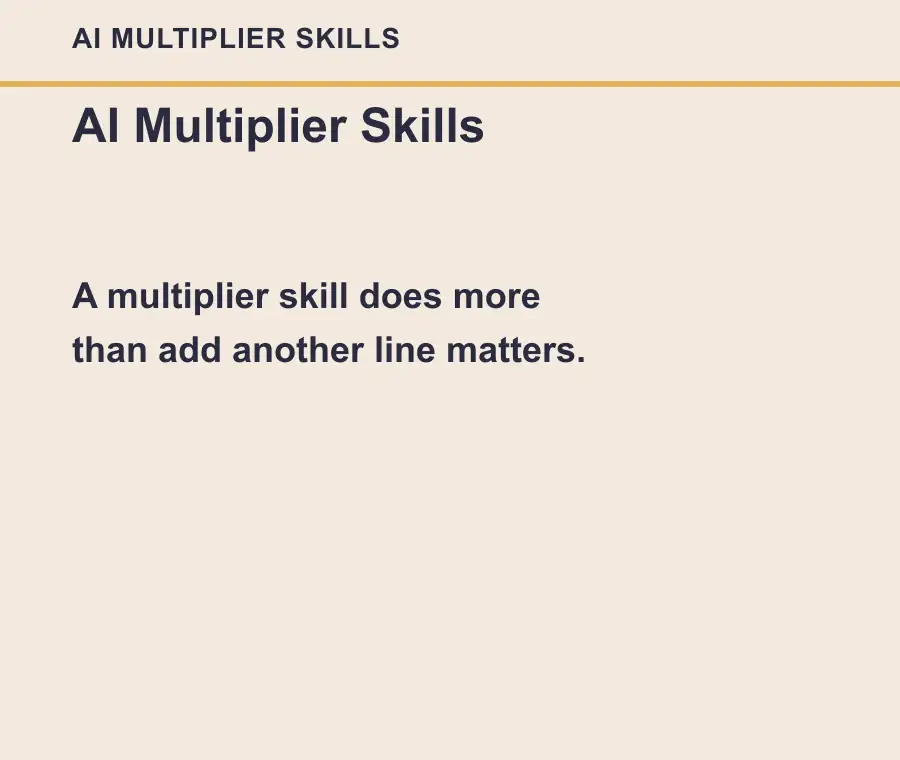 AI MULTIPLIER SKILLS
AI Multiplier Skills
A multiplier skill does more
than add another line matters.